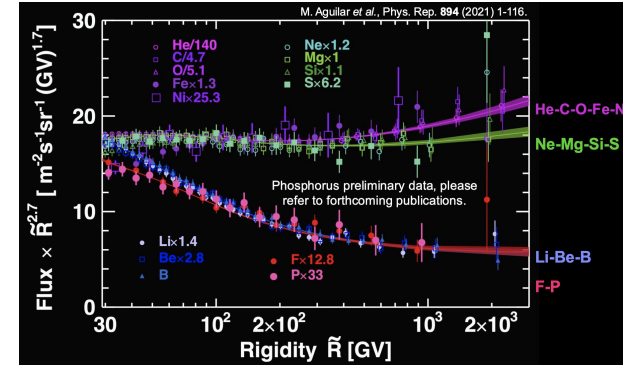 M. Aguilar et al., Phys. Rep. 894 (2021) 1-116.
He/140
C/4.7
O/5.1
Fe×1.3
Ni×25.3
Ne×1.2
Mg×1
Si×1.1
S×6.2
He-C-O-Fe-N
Ne-Mg-Si-S
Phosphorus preliminary data, please
refer to forthcoming publications.
Li×1.4
Be×2.8
B
F×12.8
P×33
Li-Be-B
F-P
30
20
10
0
Flux × R̃^2.7 [ m⁻²s⁻¹sr⁻¹ (GV)^1.7 ]
30
10²
2×10²
10³
2×10³
Rigidity R̃ [GV]